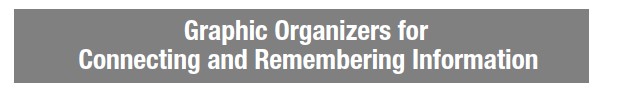 Graphic Organizers for
Connecting and Remembering Information